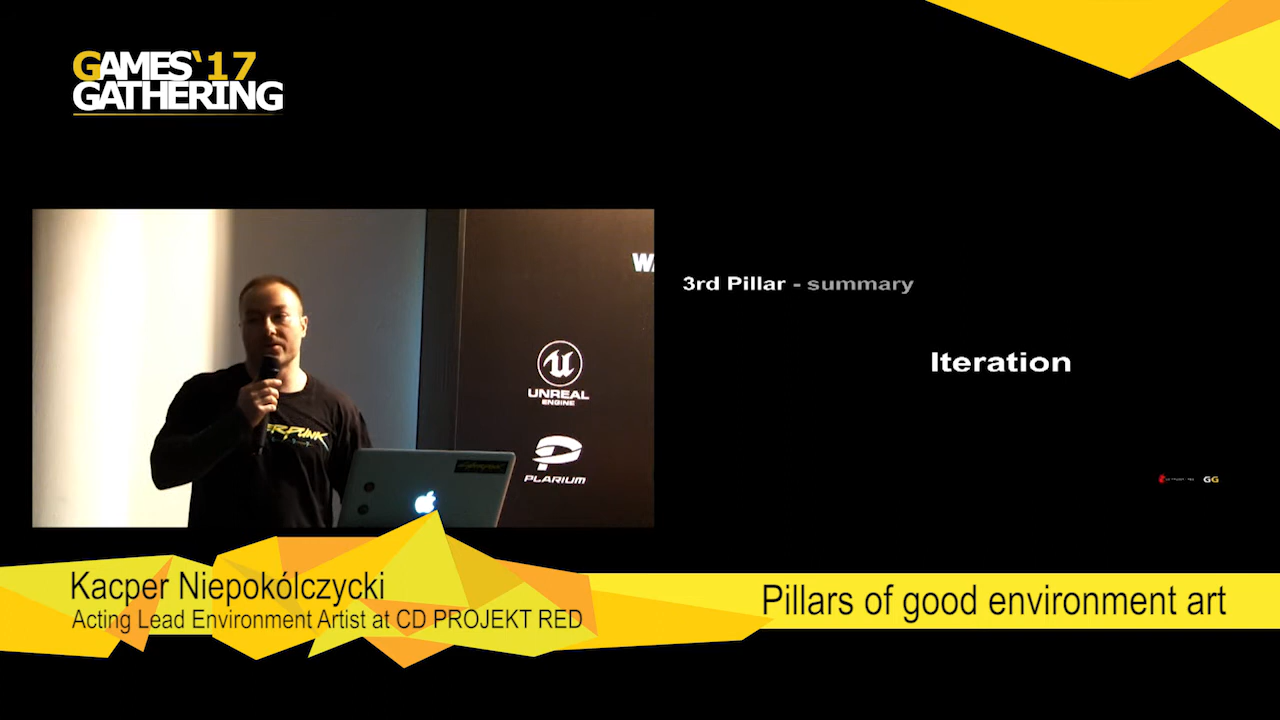 GAMES'17
GATHERING
W
UNREAL
ENGINE
PLARIUM
ERPUNK
3rd Pillar - summary
Iteration
GG
Kacper Niepokólczycki
Acting Lead Environment Artist at CD PROJEKT RED
Pillars of good environment art